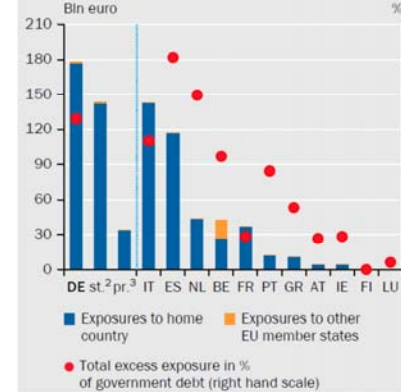 Bln euro %
210
180
150
120
90
60
30
0
DE st.² pr.³ IT ES NL BE FR PT GR AT IE FI LU
Exposures to home
country
Exposures to other
EU member states
Total excess exposure in %
of government debt (right hand scale)